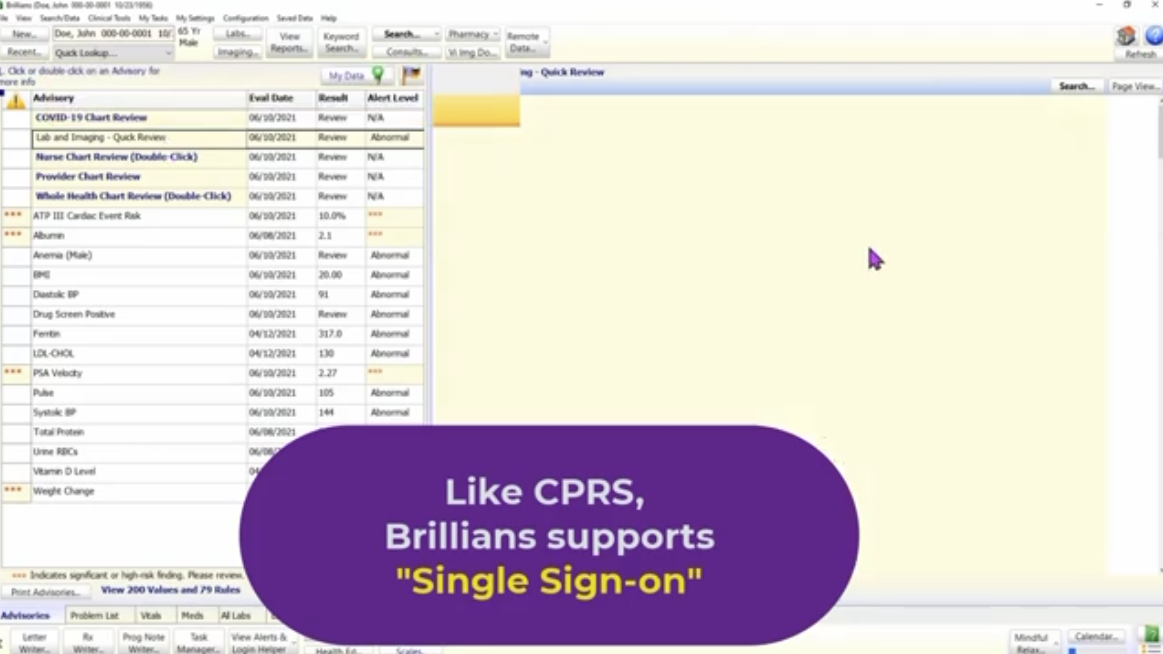 Brillians (Doe, John 000-00-0001 10/23/1956)
File View Search/Data Clinical Tools My Tasks My Settings Configuration Saved Data Help
New... Doe, John 000-00-0001 10/ 65 Yr Male Labs... View Reports... Keyword Search... Search... Pharmacy Remote Data...
Recent... Quick Lookup... Imaging... Consults... Vi Img Do... Refresh
Click or double-click on an Advisory for more info My Data ng - Quick Review
Search... Page View...
Advisory Eval Date Result Alert Level
COVID-19 Chart Review 06/10/2021 Review N/A
Lab and Imaging - Quick Review 06/10/2021 Review Abnormal
Nurse Chart Review (Double-Click) 06/10/2021 Review N/A
Provider Chart Review 06/10/2021 Review N/A
Whole Health Chart Review (Double-Click) 06/10/2021 Review N/A
*** ATP III Cardiac Event Risk 06/10/2021 10.0% ***
*** Albumin 06/08/2021 2.1 ***
Anemia (Male) 06/10/2021 Review Abnormal
BMI 06/10/2021 20.00 Abnormal
Diastolic BP 06/10/2021 91 Abnormal
Drug Screen Positive 06/10/2021 Review Abnormal
Ferritin 04/12/2021 317.0 Abnormal
LDL-CHOL 04/12/2021 130 Abnormal
*** PSA Velocity 06/10/2021 2.27 ***
Pulse 06/10/2021 105 Abnormal
Systolic BP 06/10/2021 144 Abnormal
Total Protein 06/08/2021
Urine RBCs 06/08/
Vitamin D Level 04
*** Weight Change
Like CPRS,
Brillians supports
"Single Sign-on"
*** Indicates significant or high-risk finding. Please review.
Print Advisories... View 200 Values and 79 Rules
Advisories Problem List Vitals Meds All Labs
Letter Writer... Rx Writer... Prog Note Writer... Task Manager... View Alerts & Login Helper Health Ed... Scales... Mindful Relax... Calendar...